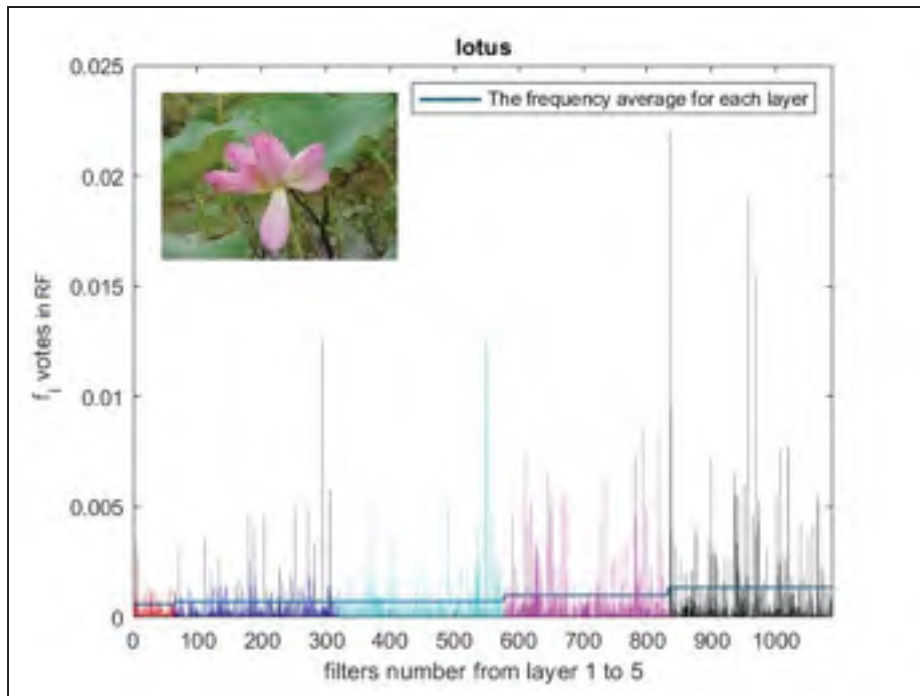 lotus
The frequency average for each layer
0.025
0.02
0.015
0.01
0.005
0
f_i votes in RF
0 100 200 300 400 500 600 700 800 900 1000
filters number from layer 1 to 5